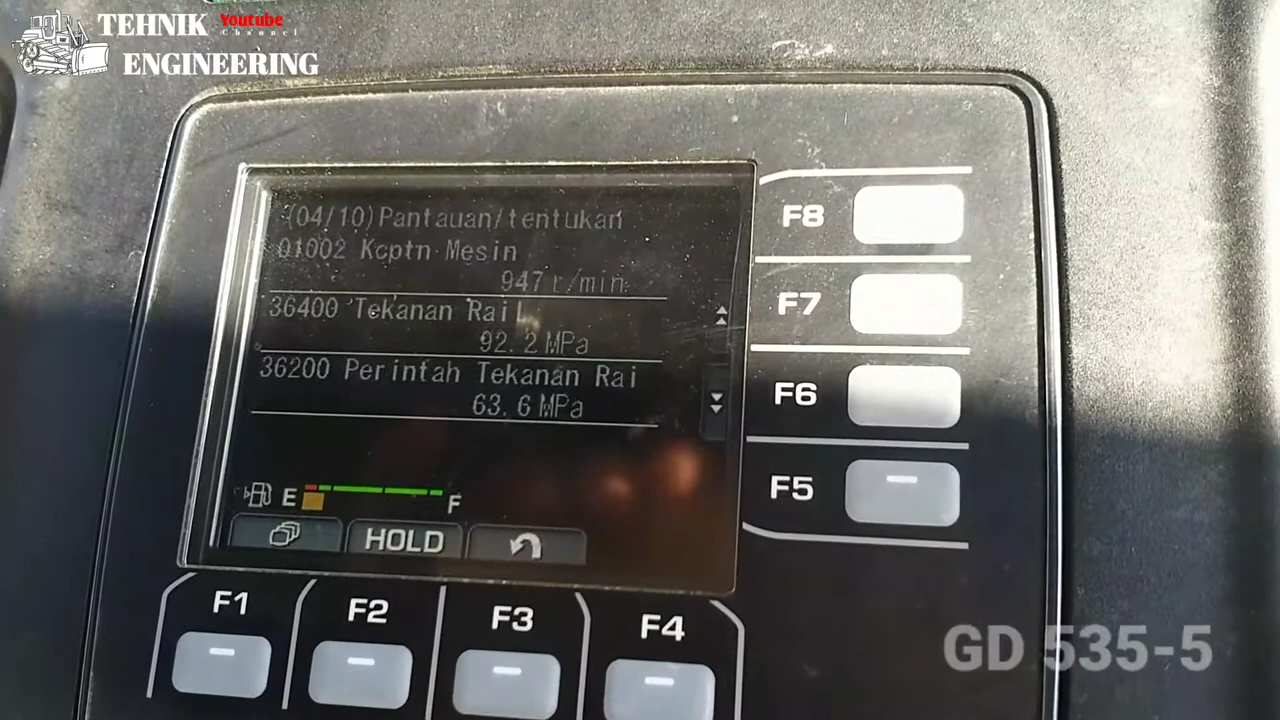 TEHNIK Youtube
Channel
ENGINEERING
(04/10)Pantauan/tentukan
01002 Kcptn Mesin
947 r/min
36400 Tekanan Rail
92.2 MPa
36200 Perintah Tekanan Rai
63.6 MPa
E F
HOLD
F8
F7
F6
F5
F1 F2 F3 F4
GD 535-5